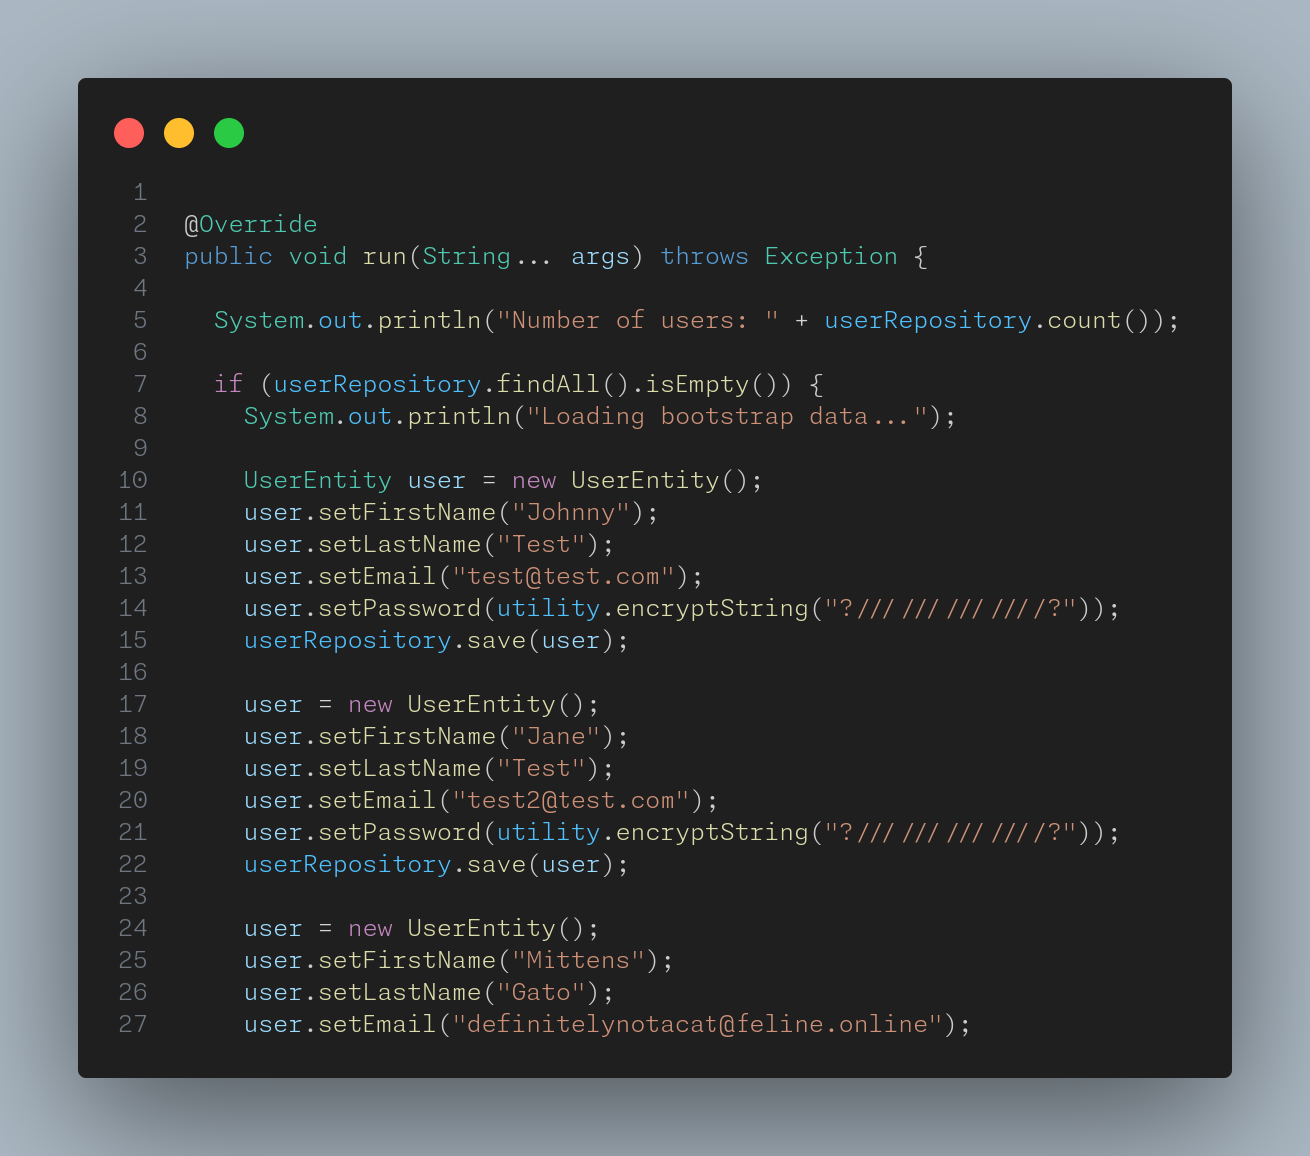 1
2 @Override
3 public void run(String... args) throws Exception {
4
5 System.out.println("Number of users: " + userRepository.count());
6
7 if (userRepository.findAll().isEmpty()) {
8 System.out.println("Loading bootstrap data...");
9
10 UserEntity user = new UserEntity();
11 user.setFirstName("Johnny");
12 user.setLastName("Test");
13 user.setEmail("test@test.com");
14 user.setPassword(utility.encryptString("?/////////////?"));
15 userRepository.save(user);
16
17 user = new UserEntity();
18 user.setFirstName("Jane");
19 user.setLastName("Test");
20 user.setEmail("test2@test.com");
21 user.setPassword(utility.encryptString("?/////////////?"));
22 userRepository.save(user);
23
24 user = new UserEntity();
25 user.setFirstName("Mittens");
26 user.setLastName("Gato");
27 user.setEmail("definitelynotacat@feline.online");